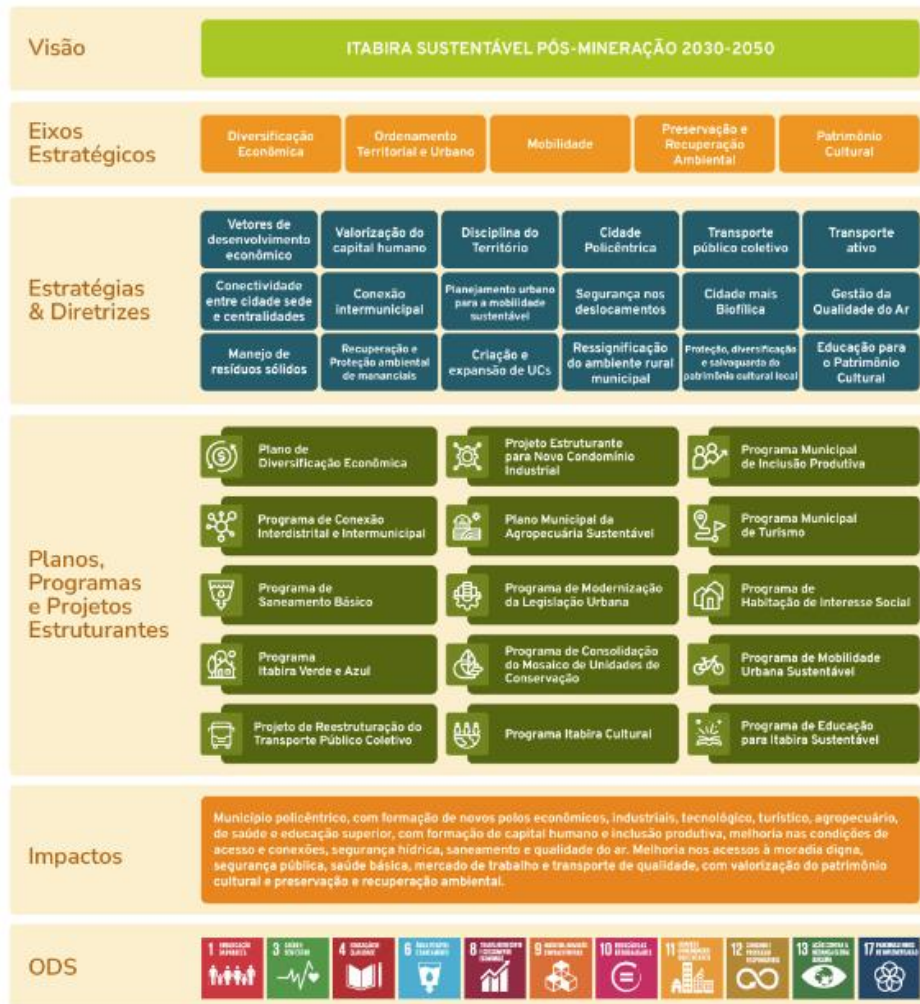 Visão
ITABIRA SUSTENTÁVEL PÓS-MINERAÇÃO 2030-2050
Eixos
Estratégicos
Diversificação
Econômica
Ordenamento
Territorial e Urbano
Mobilidade
Preservação e
Recuperação
Ambiental
Patrimônio
Cultural
Estratégias
& Diretrizes
Vetores de
desenvolvimento
econômico
Valorização do
capital humano
Disciplina do
Território
Cidade
Policêntrica
Transporte
público coletivo
Transporte
ativo
Conectividade
entre cidade sede
e centralidades
Conexão
intermunicipal
Planejamento urbano
para a mobilidade
sustentável
Segurança nos
deslocamentos
Cidade mais
Biofílica
Gestão da
Qualidade do Ar
Manejo de
resíduos sólidos
Recuperação e
Proteção ambiental
de mananciais
Criação e
expansão de UCs
Ressignificação
do ambiente rural
municipal
Proteção, diversificação
e salvaguarda do
patrimônio cultural local
Educação para
o Patrimônio
Cultural
Planos,
Programas
e Projetos
Estruturantes
Plano de
Diversificação Econômica
Projeto Estruturante
para Novo Condomínio
Industrial
Programa Municipal
de Inclusão Produtiva
Programa de Conexão
Interdistrital e Intermunicipal
Plano Municipal da
Agropecuária Sustentável
Programa Municipal
de Turismo
Programa de
Saneamento Básico
Programa de Modernização
da Legislação Urbana
Programa de
Habitação de Interesse Social
Programa
Itabira Verde e Azul
Programa de Consolidação
do Mosaico de Unidades de
Conservação
Programa de Mobilidade
Urbana Sustentável
Projeto de Reestruturação do
Transporte Público Coletivo
Programa Itabira Cultural
Programa de Educação
para Itabira Sustentável
Impactos
Município policêntrico, com formação de novos polos econômicos, industriais, tecnológico, turístico, agropecuário,
de saúde e educação superior, com formação de capital humano e inclusão produtiva, melhoria nas condições de
acesso e conexões, segurança hídrica, saneamento e qualidade do ar. Melhoria nos acessos à moradia digna,
segurança pública, saúde básica, mercado de trabalho e transporte de qualidade, com valorização do patrimônio
cultural e preservação e recuperação ambiental.
ODS
1
3
4
6
8
9
10
11
12
13
17